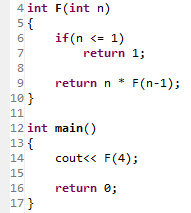 4 int F(int n)
5 {
6     if(n <= 1)
7         return 1;
8
9     return n * F(n-1);
10 }
11
12 int main()
13 {
14     cout<< F(4);
15
16     return 0;
17 }